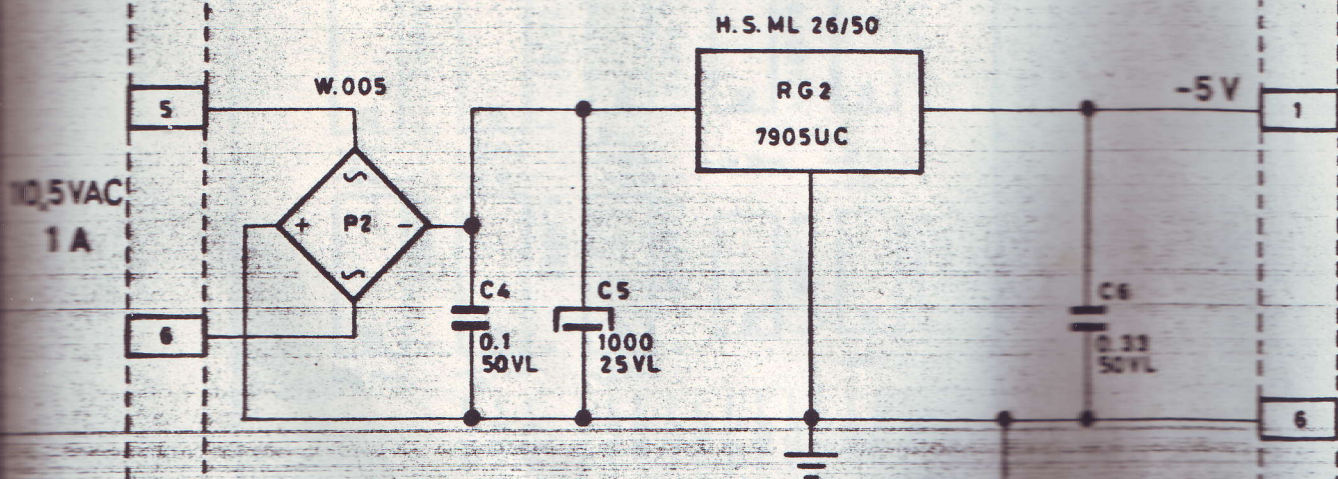 H.S.ML 26/50
W.005
5
RG2
7905UC
-5V
1
10,5VAC
1A
+
P2
-
6
C4
0.1
50VL
C5
1000
25VL
C6
0.33
50VL
6